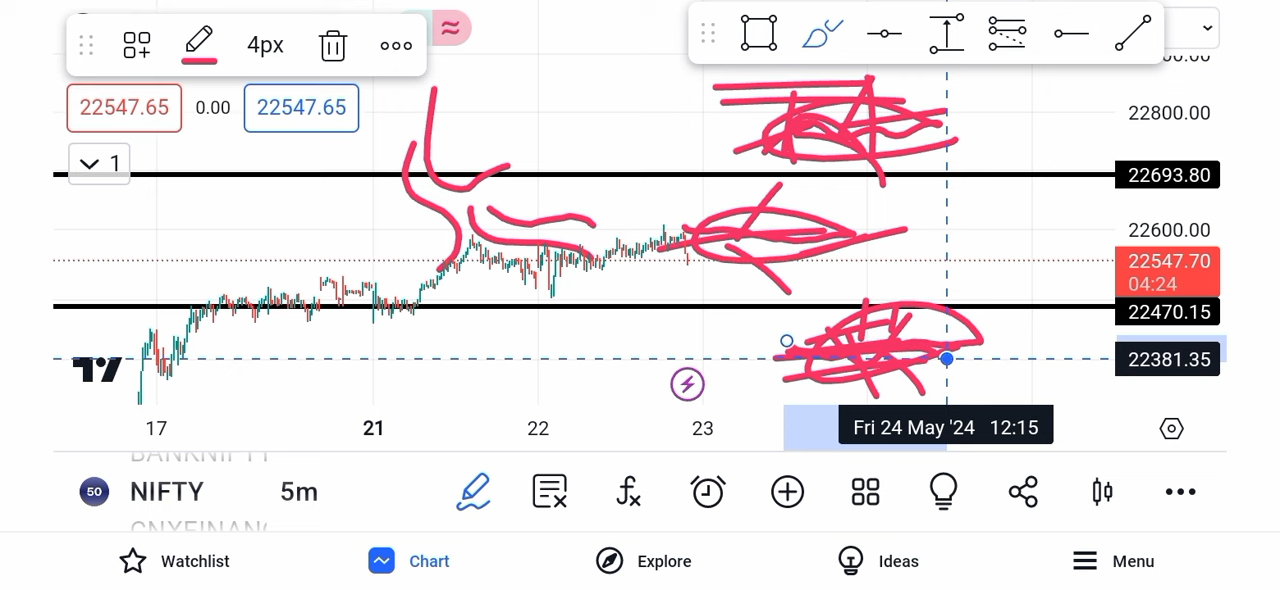 4px
22547.65 0.00 22547.65
1
22800.00
22693.80
22600.00
22547.70
04:24
22470.15
22381.35
17 21 22 23 Fri 24 May '24 12:15
BANKNIFTY
50 NIFTY 5m
Watchlist Chart Explore Ideas Menu